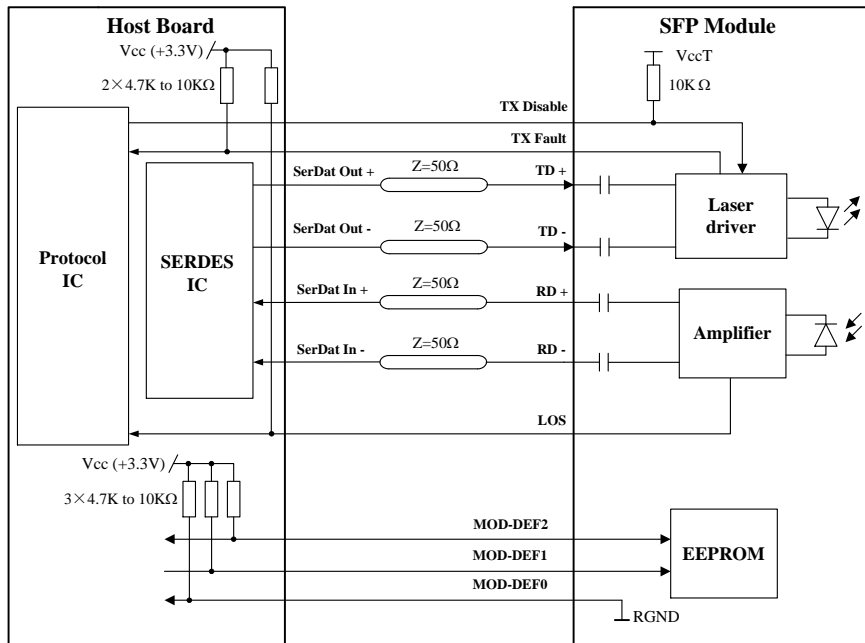 Host Board
SFP Module
Vcc (+3.3V)
2×4.7K to 10KΩ
VccT
10K Ω
TX Disable
TX Fault
SerDat Out +
Z=50Ω
TD +
SerDat Out -
Z=50Ω
TD -
Laser
driver
Protocol
IC
SERDES
IC
SerDat In +
Z=50Ω
RD +
SerDat In -
Z=50Ω
RD -
Amplifier
LOS
Vcc (+3.3V)
3×4.7K to 10KΩ
MOD-DEF2
MOD-DEF1
MOD-DEF0
EEPROM
RGND